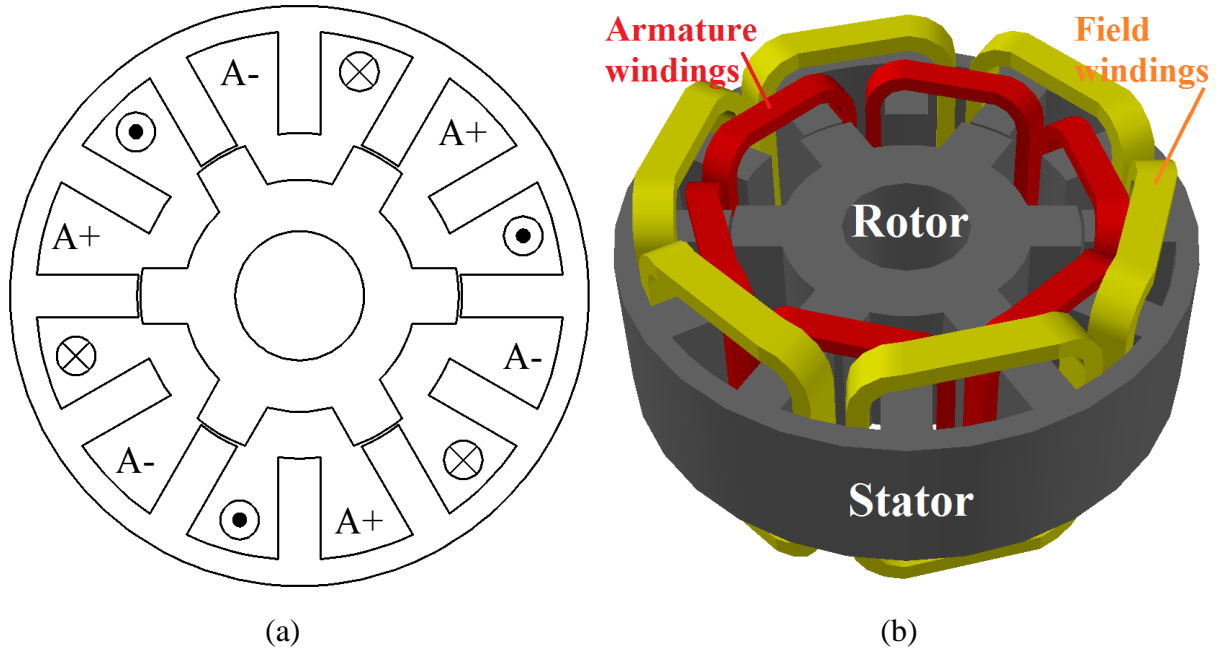 A-
A+
A+
A-
A-
A+
(a)
Armature
windings
Field
windings
Rotor
Stator
(b)